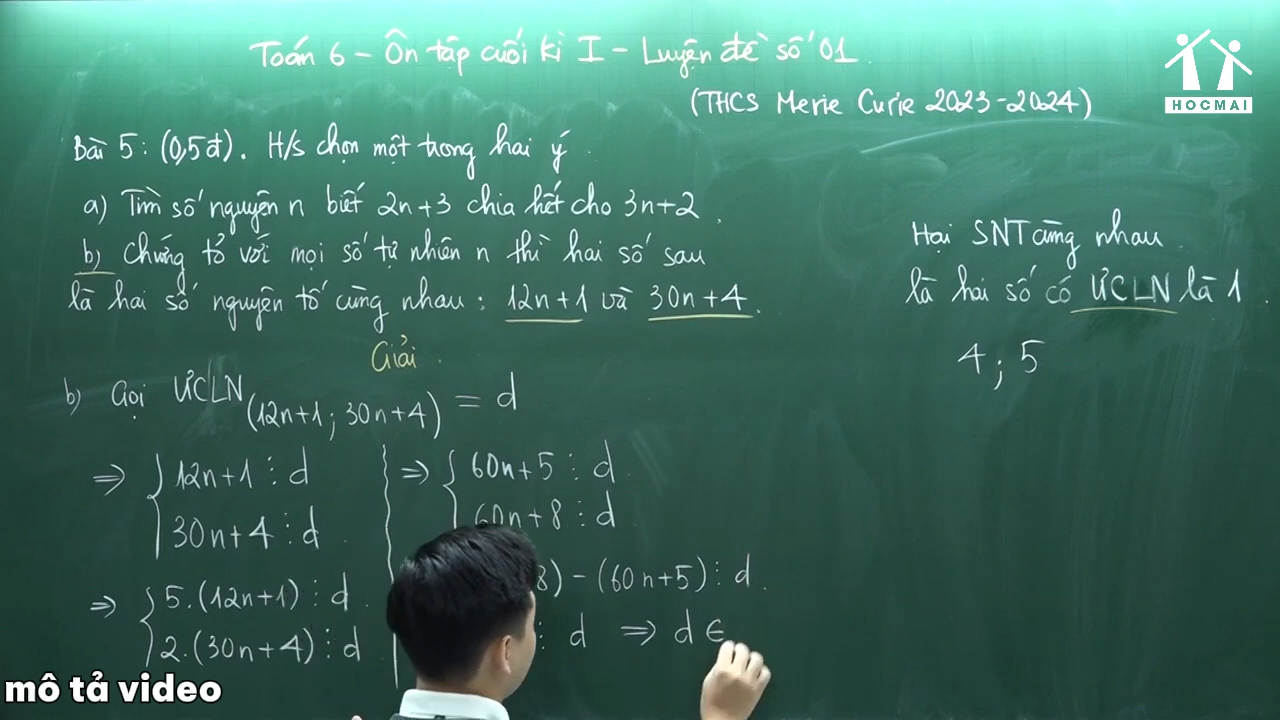 Toán 6 - Ôn tập cuối kì I - Luyện đề số 01
(THCS Merie Curie 2023-2024)
HOCMAI
Bài 5: (0,5đ). H/s chọn một trong hai ý
a) Tìm số nguyên n biết 2n+3 chia hết cho 3n+2.
b) Chứng tỏ với mọi số tự nhiên n thì hai số sau
là hai số nguyên tố cùng nhau: 12n+1 và 30n+4.
Hai SNT cùng nhau
là hai số có ƯCLN là 1.
4; 5
Giải
b) Gọi ƯCLN(12n+1; 30n+4) = d
=> { 12n+1 ⋮ d
30n+4 ⋮ d
=> { 5.(12n+1) ⋮ d
2.(30n+4) ⋮ d
=> { 60n+5 ⋮ d
60n+8 ⋮ d
8) - (60n+5) ⋮ d
⋮ d => d ∈
mô tả video